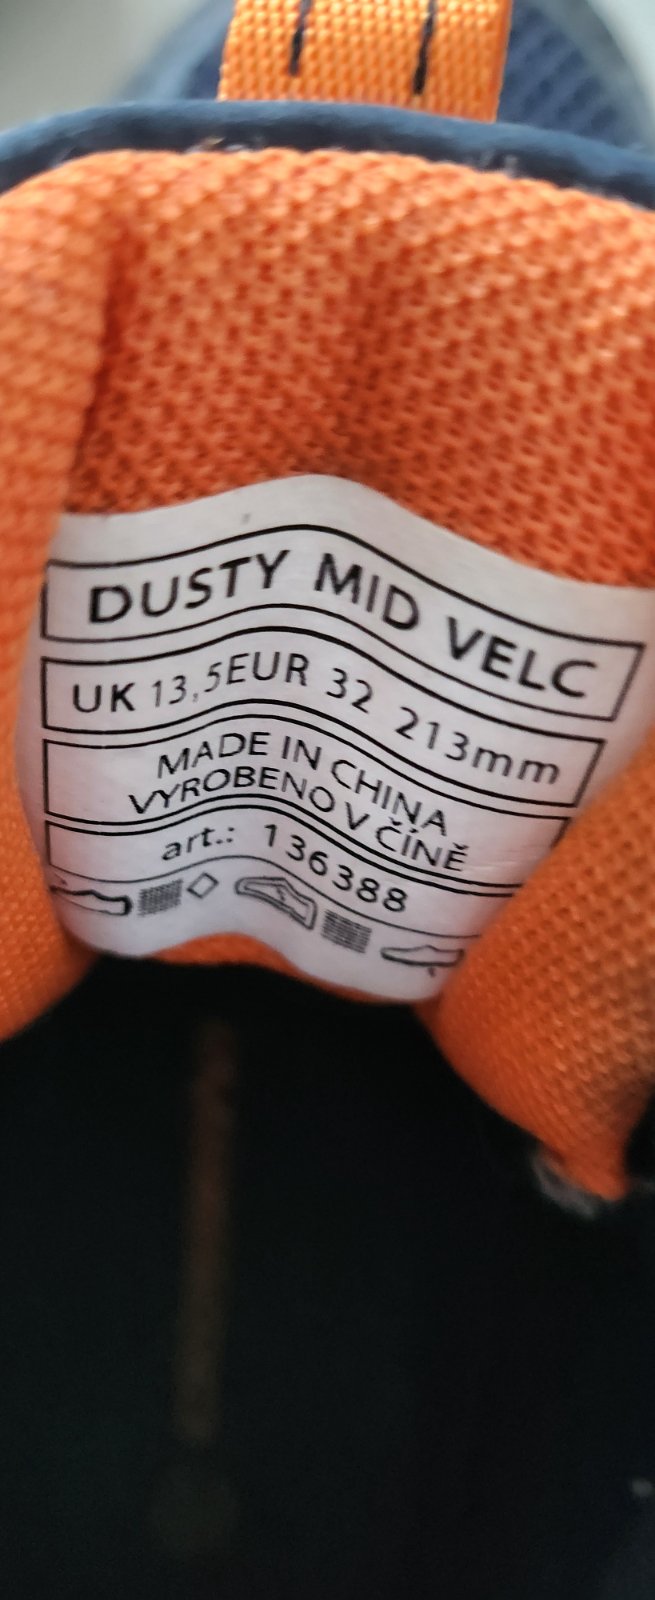 DUSTY MID VELC
UK 13,5EUR 32 213mm
MADE IN CHINA
VYROBENO V ČÍNĚ
art.: 136388